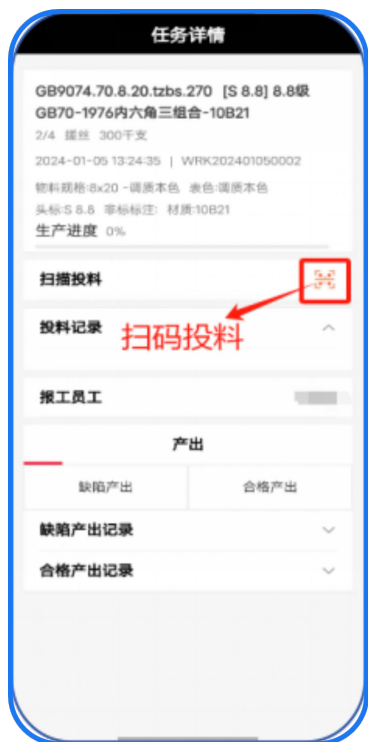 任务详情
GB9074.70.8.20.tzbs.270 [S 8.8] 8.8级
GB70-1976内六角三组合-10B21
2/4 搓丝 300千支
2024-01-05 13:24:35 | WRK202401050002
物料规格:8x20 -调质本色 表色:调质本色
头标:S 8.8 非标标注: 材质:10B21
生产进度 0%
扫描投料
投料记录
扫码投料
报工员工
产出
缺陷产出 合格产出
缺陷产出记录
合格产出记录